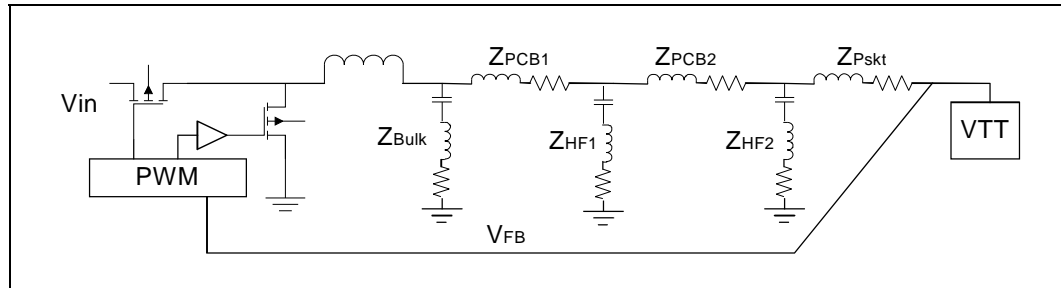 ZPCB1
ZPCB2
ZPskt
Vin
ZBulk
ZHF1
ZHF2
VTT
PWM
VFB